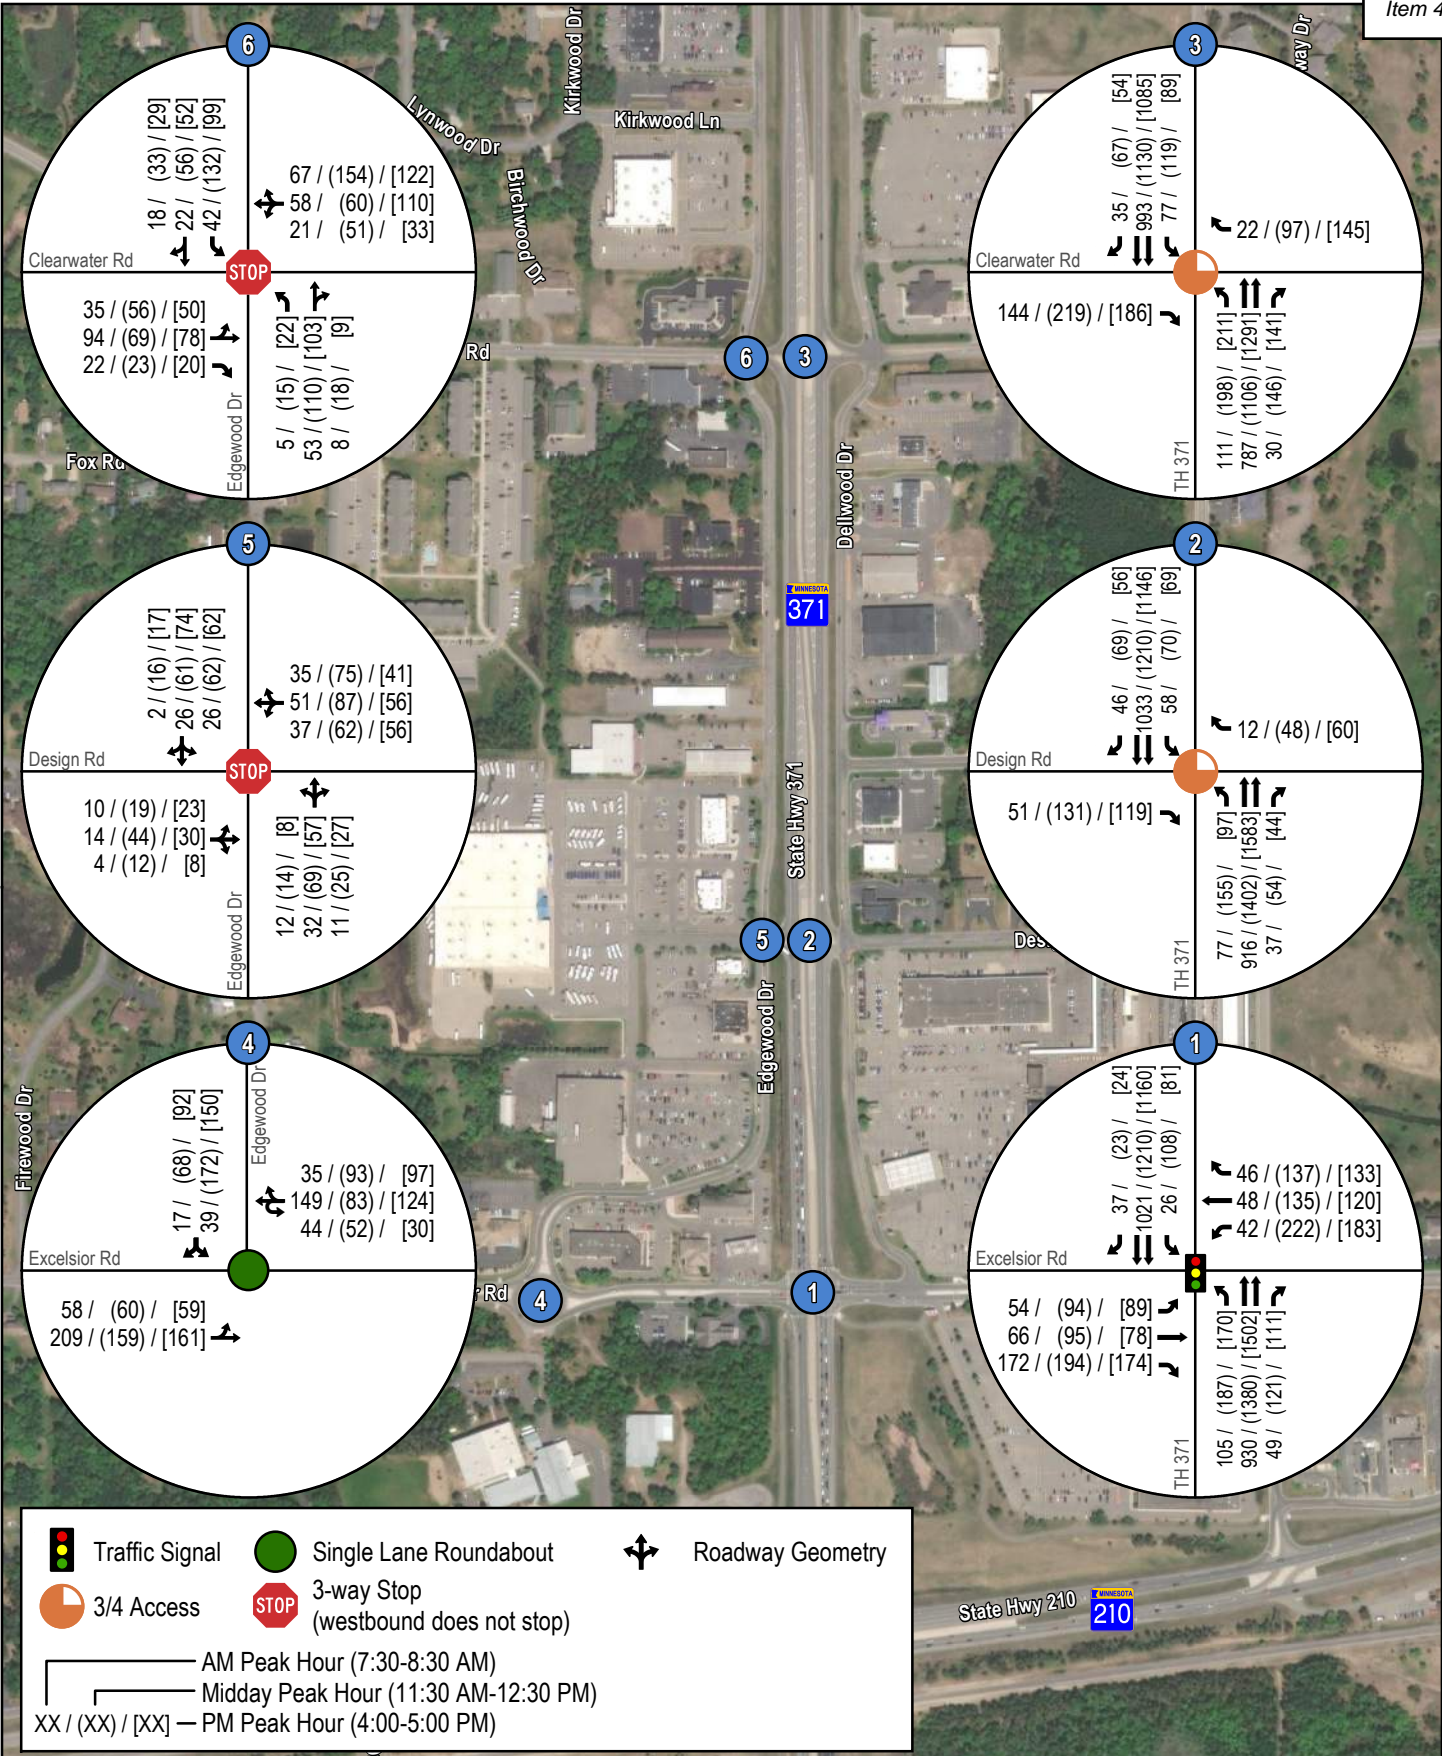 Item 4
6
18 / (33) / [29]
22 / (56) / [52]
42 / (132) / [99]
67 / (154) / [122]
58 / (60) / [110]
21 / (51) / [33]
Clearwater Rd
STOP
35 / (56) / [50]
94 / (69) / [78]
22 / (23) / [20]
5 / (15) / [22]
53 / (110) / [103]
8 / (18) / [9]
Edgewood Dr
3
35 / (67) / [54]
993 / (1130) / [1085]
77 / (119) / [89]
22 / (97) / [145]
Clearwater Rd
144 / (219) / [186]
111 / (198) / [211]
787 / (1106) / [1291]
30 / (146) / [141]
TH 371
Kirkwood Dr
Kirkwood Ln
Lynwood Dr
Birchwood Dr
way Dr
Rd
6
3
Fox Rd
Dellwood Dr
MINNESOTA
371
5
2 / (16) / [17]
26 / (61) / [74]
26 / (62) / [62]
35 / (75) / [41]
51 / (87) / [56]
37 / (62) / [56]
Design Rd
STOP
10 / (19) / [23]
14 / (44) / [30]
4 / (12) / [8]
12 / (14) / [8]
32 / (69) / [57]
11 / (25) / [27]
Edgewood Dr
2
46 / (69) / [56]
1033 / (1210) / [1146]
58 / (70) / [69]
12 / (48) / [60]
Design Rd
51 / (131) / [119]
77 / (155) / [97]
916 / (1402) / [1583]
37 / (54) / [44]
TH 371
State Hwy 371
5
2
Des
Edgewood Dr
Firewood Dr
4
17 / (68) / [92]
39 / (172) / [150]
Edgewood Dr
35 / (93) / [97]
149 / (83) / [124]
44 / (52) / [30]
Excelsior Rd
58 / (60) / [59]
209 / (159) / [161]
1
37 / (23) / [24]
1021 / (1210) / [1160]
26 / (108) / [81]
46 / (137) / [133]
48 / (135) / [120]
42 / (222) / [183]
Excelsior Rd
54 / (94) / [89]
66 / (95) / [78]
172 / (194) / [174]
105 / (187) / [170]
930 / (1380) / [1502]
49 / (121) / [111]
TH 371
r Rd
4
1
State Hwy 210
MINNESOTA
210
Traffic Signal
Single Lane Roundabout
Roadway Geometry
3/4 Access
STOP
3-way Stop
(westbound does not stop)
AM Peak Hour (7:30-8:30 AM)
Midday Peak Hour (11:30 AM-12:30 PM)
XX / (XX) / [XX]
PM Peak Hour (4:00-5:00 PM)